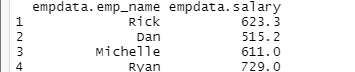 empdata.emp_name empdata.salary
1 Rick 623.3
2 Dan 515.2
3 Michelle 611.0
4 Ryan 729.0